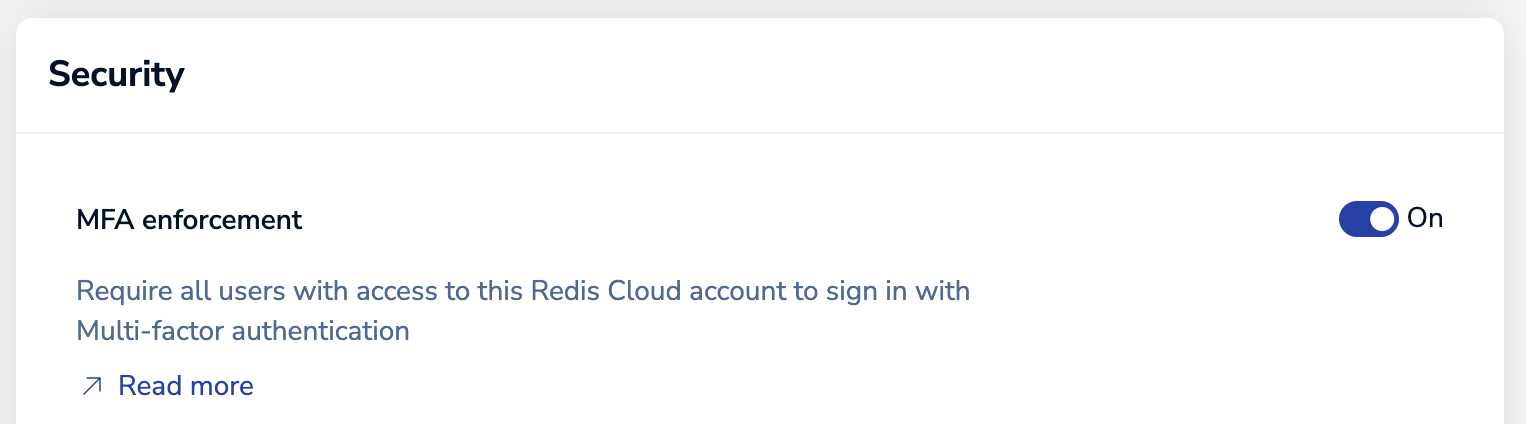 Security
MFA enforcement
On
Require all users with access to this Redis Cloud account to sign in with
Multi-factor authentication
Read more